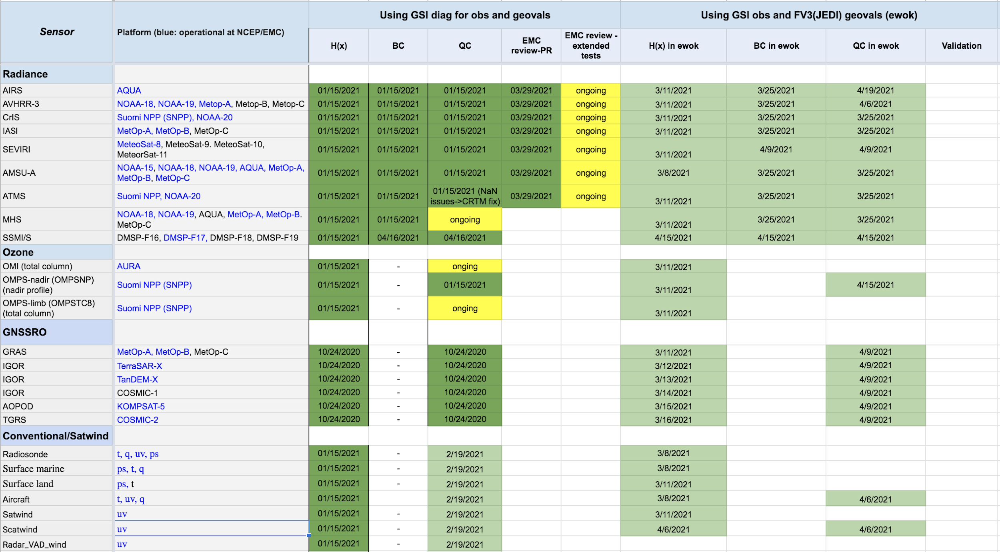 Sensor
Platform (blue: operational at NCEP/EMC)
Using GSI diag for obs and geovals
Using GSI obs and FV3(JEDI) geovals (ewok)
H(x)
BC
QC
EMC
review-PR
EMC review -
extended
tests
H(x) in ewok
BC in ewok
QC in ewok
Validation
Radiance
AIRS AQUA 01/15/2021 01/15/2021 01/15/2021 03/29/2021 ongoing 3/11/2021 3/25/2021 4/19/2021
AVHRR-3 NOAA-18, NOAA-19, Metop-A, Metop-B, Metop-C 01/15/2021 01/15/2021 01/15/2021 03/29/2021 ongoing 3/11/2021 3/25/2021 4/6/2021
CrIS Suomi NPP (SNPP), NOAA-20 01/15/2021 01/15/2021 01/15/2021 03/29/2021 ongoing 3/11/2021 3/25/2021 3/25/2021
IASI MetOp-A, MetOp-B, MetOp-C 01/15/2021 01/15/2021 01/15/2021 03/29/2021 ongoing 3/11/2021 3/25/2021 3/25/2021
SEVIRI
MeteoSat-8, MeteoSat-9. MeteoSat-10,
MeteorSat-11
01/15/2021 01/15/2021 01/15/2021 03/29/2021 ongoing 3/11/2021 4/9/2021 4/9/2021
AMSU-A
NOAA-15, NOAA-18, NOAA-19, AQUA, MetOp-A,
MetOp-B, MetOp-C
01/15/2021 01/15/2021 01/15/2021 03/29/2021 ongoing 3/8/2021 3/25/2021 3/25/2021
ATMS
Suomi NPP, NOAA-20
01/15/2021 01/15/2021
01/15/2021 (NaN
issues->CRTM fix)
03/29/2021 ongoing 3/11/2021 3/25/2021 3/25/2021
MHS
NOAA-18, NOAA-19, AQUA, MetOp-A, MetOp-B.
MetOp-C
01/15/2021 01/15/2021 ongoing 3/11/2021 3/25/2021 3/25/2021
SSMI/S DMSP-F16, DMSP-F17, DMSP-F18, DMSP-F19 01/15/2021 04/16/2021 04/16/2021 4/15/2021 4/15/2021 4/15/2021
Ozone
OMI (total column) AURA 01/15/2021 - onging 3/11/2021
OMPS-nadir (OMPSNP)
(nadir profile)
Suomi NPP (SNPP) 01/15/2021 - 01/15/2021 3/11/2021 4/15/2021
OMPS-limb (OMPSTC8)
(total column)
Suomi NPP (SNPP) 01/15/2021 - onging 3/11/2021
GNSSRO
GRAS MetOp-A, MetOp-B, MetOp-C 10/24/2020 - 10/24/2020 3/11/2021 4/9/2021
IGOR TerraSAR-X 10/24/2020 - 10/24/2020 3/12/2021 4/9/2021
IGOR TanDEM-X 10/24/2020 - 10/24/2020 3/13/2021 4/9/2021
IGOR COSMIC-1 10/24/2020 - 10/24/2020 3/14/2021 4/9/2021
AOPOD KOMPSAT-5 10/24/2020 - 10/24/2020 3/15/2021 4/9/2021
TGRS COSMIC-2 10/24/2020 - 10/24/2020 3/16/2021 4/9/2021
Conventional/Satwind
Radiosonde t, q, uv, ps 01/15/2021 - 2/19/2021 3/8/2021
Surface marine ps, t, q 01/15/2021 - 2/19/2021 3/8/2021
Surface land ps, t 01/15/2021 - 2/19/2021 3/11/2021
Aircraft t, uv, q 01/15/2021 2/19/2021 3/8/2021 4/6/2021
Satwind uv 01/15/2021 - 2/19/2021 3/11/2021
Scatwind uv 01/15/2021 - 2/19/2021 4/6/2021 4/6/2021
Radar_VAD_wind uv 01/15/2021 - 2/19/2021